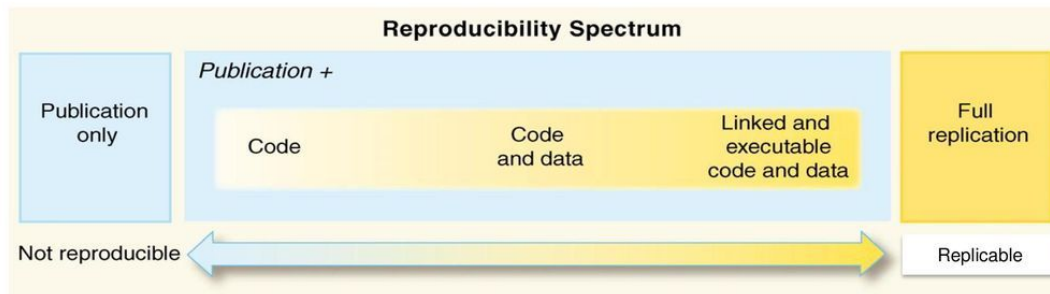 Reproducibility Spectrum
Publication +
Publication
only
Code
Code
and data
Linked and
executable
code and data
Full
replication
Not reproducible
Replicable